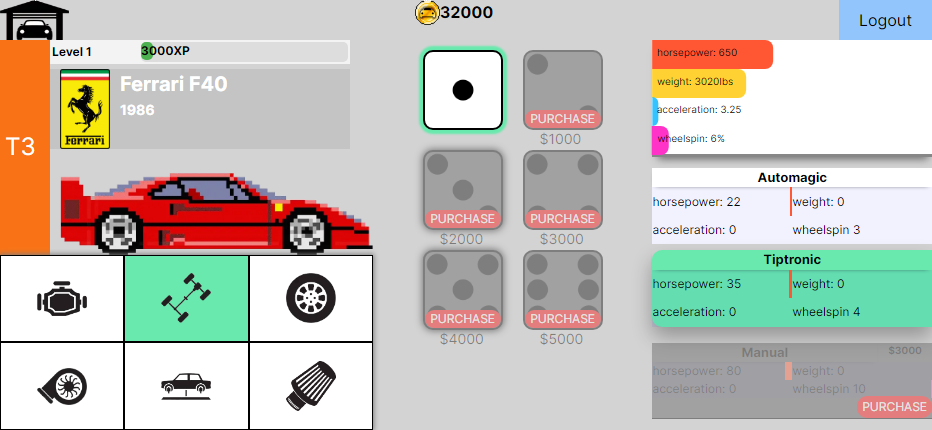 32000
Logout
Level 1
3000XP
Ferrari F40
1986
Ferrari
T3
PURCHASE
$1000
PURCHASE
$2000
PURCHASE
$3000
PURCHASE
$4000
PURCHASE
$5000
horsepower: 650
weight: 3020lbs
acceleration: 3.25
wheelspin: 6%
Automagic
horsepower: 22 weight: 0
acceleration: 0 wheelspin 3
Tiptronic
horsepower: 35 weight: 0
acceleration: 0 wheelspin 4
Manual $3000
horsepower: 80 weight: 0
acceleration: 0 wheelspin 10
PURCHASE